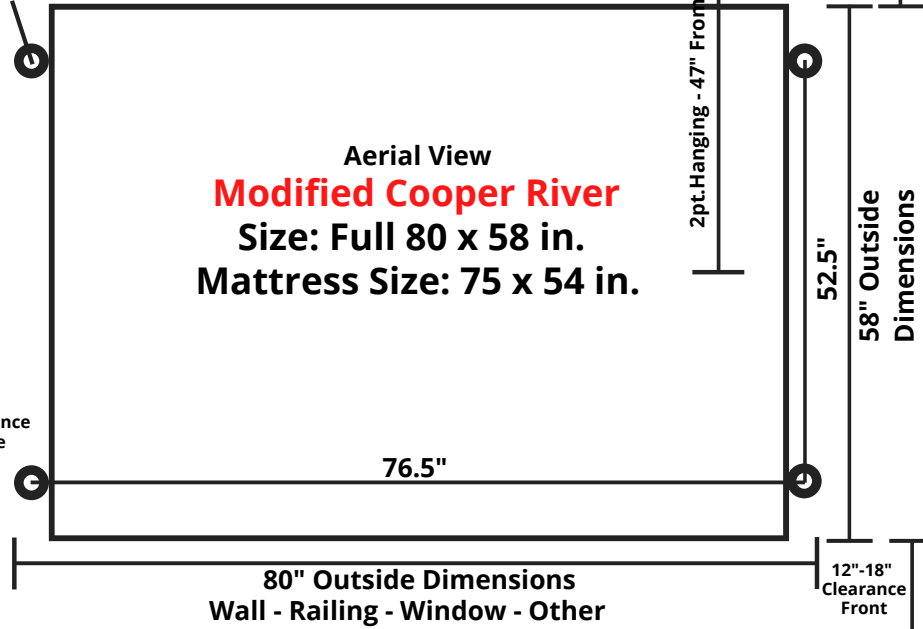 2pt.Hanging - 47" From
Aerial View
Modified Cooper River
Size: Full 80 x 58 in.
Mattress Size: 75 x 54 in.
52.5"
58" Outside
Dimensions
76.5"
80" Outside Dimensions
Wall - Railing - Window - Other
12"-18"
Clearance
Front